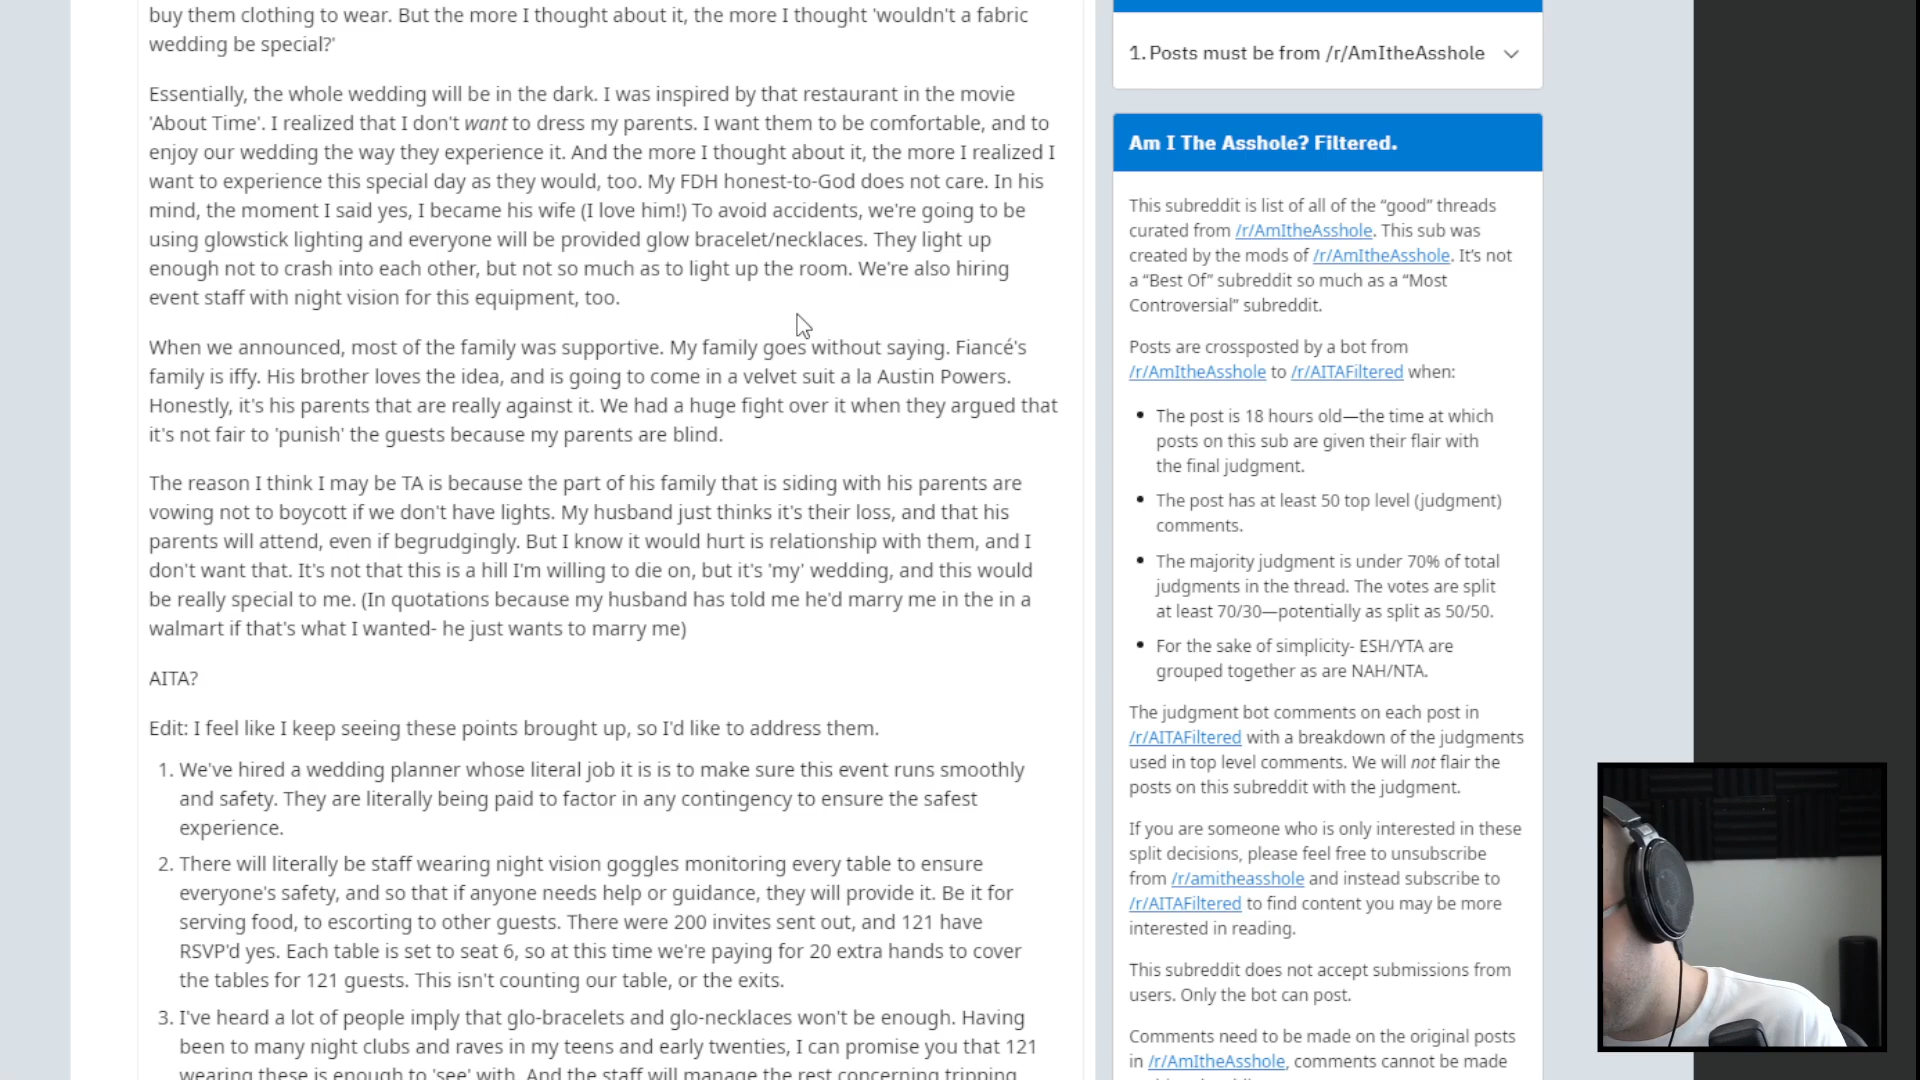 buy them clothing to wear. But the more I thought about it, the more I thought 'wouldn't a fabric
wedding be special?'
Essentially, the whole wedding will be in the dark. I was inspired by that restaurant in the movie
'About Time'. I realized that I don't want to dress my parents. I want them to be comfortable, and to
enjoy our wedding the way they experience it. And the more I thought about it, the more I realized I
want to experience this special day as they would, too. My FDH honest-to-God does not care. In his
mind, the moment I said yes, I became his wife (I love him!) To avoid accidents, we're going to be
using glowstick lighting and everyone will be provided glow bracelet/necklaces. They light up
enough not to crash into each other, but not so much as to light up the room. We're also hiring
event staff with night vision for this equipment, too.
When we announced, most of the family was supportive. My family goes without saying. Fiancé's
family is iffy. His brother loves the idea, and is going to come in a velvet suit a la Austin Powers.
Honestly, it's his parents that are really against it. We had a huge fight over it when they argued that
it's not fair to 'punish' the guests because my parents are blind.
The reason I think I may be TA is because the part of his family that is siding with his parents are
vowing not to boycott if we don't have lights. My husband just thinks it's their loss, and that his
parents will attend, even if begrudgingly. But I know it would hurt is relationship with them, and I
don't want that. It's not that this is a hill I'm willing to die on, but it's 'my' wedding, and this would
be really special to me. (In quotations because my husband has told me he'd marry me in the in a
walmart if that's what I wanted- he just wants to marry me)
AITA?
Edit: I feel like I keep seeing these points brought up, so I'd like to address them.
1. We've hired a wedding planner whose literal job it is is to make sure this event runs smoothly
and safety. They are literally being paid to factor in any contingency to ensure the safest
experience.
2. There will literally be staff wearing night vision goggles monitoring every table to ensure
everyone's safety, and so that if anyone needs help or guidance, they will provide it. Be it for
serving food, to escorting to other guests. There were 200 invites sent out, and 121 have
RSVP'd yes. Each table is set to seat 6, so at this time we're paying for 20 extra hands to cover
the tables for 121 guests. This isn't counting our table, or the exits.
3. I've heard a lot of people imply that glo-bracelets and glo-necklaces won't be enough. Having
been to many night clubs and raves in my teens and early twenties, I can promise you that 121
wearing these is enough to 'see' with. And the staff will manage the rest concerning tripping
1. Posts must be from /r/AmItheAsshole
Am I The Asshole? Filtered.
This subreddit is list of all of the “good” threads
curated from /r/AmItheAsshole. This sub was
created by the mods of /r/AmItheAsshole. It’s not
a “Best Of” subreddit so much as a “Most
Controversial” subreddit.
Posts are crossposted by a bot from
/r/AmItheAsshole to /r/AITAFiltered when:
• The post is 18 hours old—the time at which
posts on this sub are given their flair with
the final judgment.
• The post has at least 50 top level (judgment)
comments.
• The majority judgment is under 70% of total
judgments in the thread. The votes are split
at least 70/30—potentially as split as 50/50.
• For the sake of simplicity- ESH/YTA are
grouped together as are NAH/NTA.
The judgment bot comments on each post in
/r/AITAFiltered with a breakdown of the judgments
used in top level comments. We will not flair the
posts on this subreddit with the judgment.
If you are someone who is only interested in these
split decisions, please feel free to unsubscribe
from /r/amitheasshole and instead subscribe to
/r/AITAFiltered to find content you may be more
interested in reading.
This subreddit does not accept submissions from
users. Only the bot can post.
Comments need to be made on the original posts
in /r/AmItheAsshole, comments cannot be made